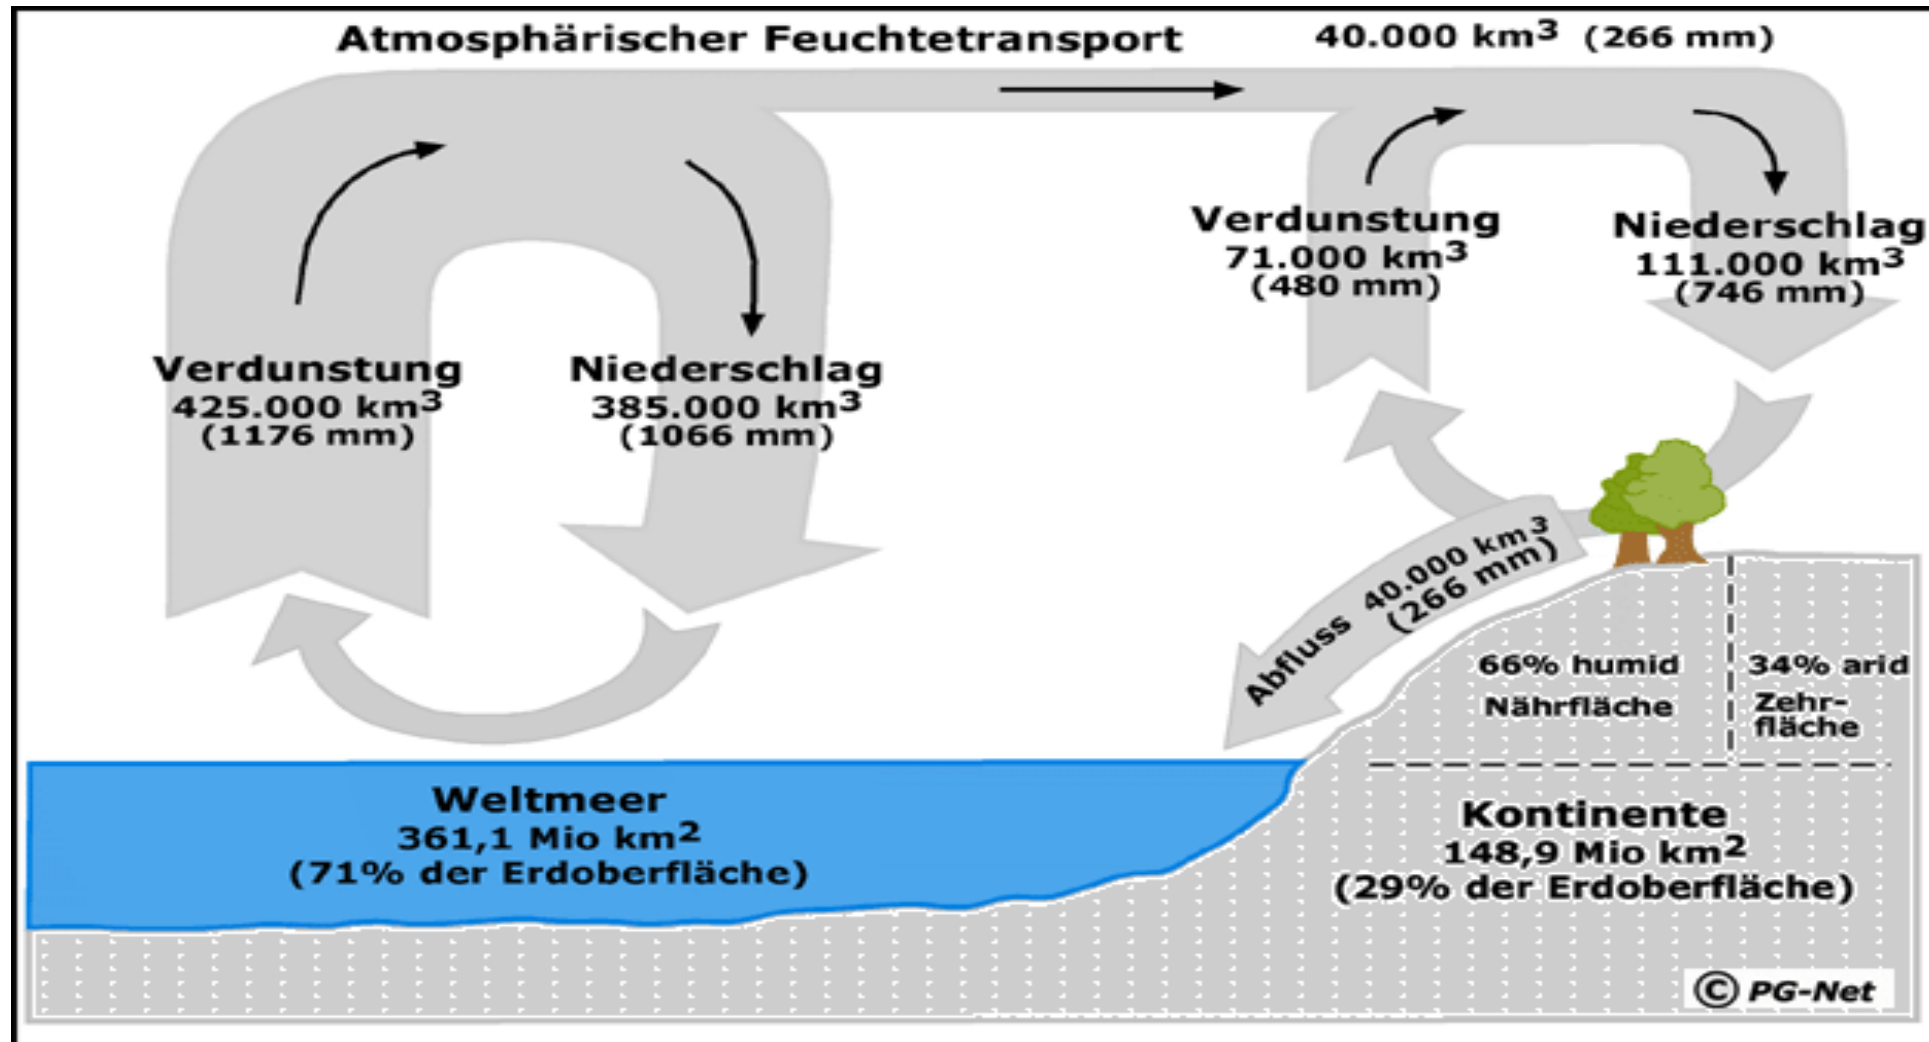 Atmosphärischer Feuchtetransport 40.000 km³ (266 mm)
Verdunstung
71.000 km³
(480 mm)
Niederschlag
111.000 km³
(746 mm)
Verdunstung
425.000 km³
(1176 mm)
Niederschlag
385.000 km³
(1066 mm)
Abfluss 40.000 km³
(266 mm)
66% humid
Nährfläche
34% arid
Zehr-
fläche
Weltmeer
361,1 Mio km²
(71% der Erdoberfläche)
Kontinente
148,9 Mio km²
(29% der Erdoberfläche)
© PG-Net